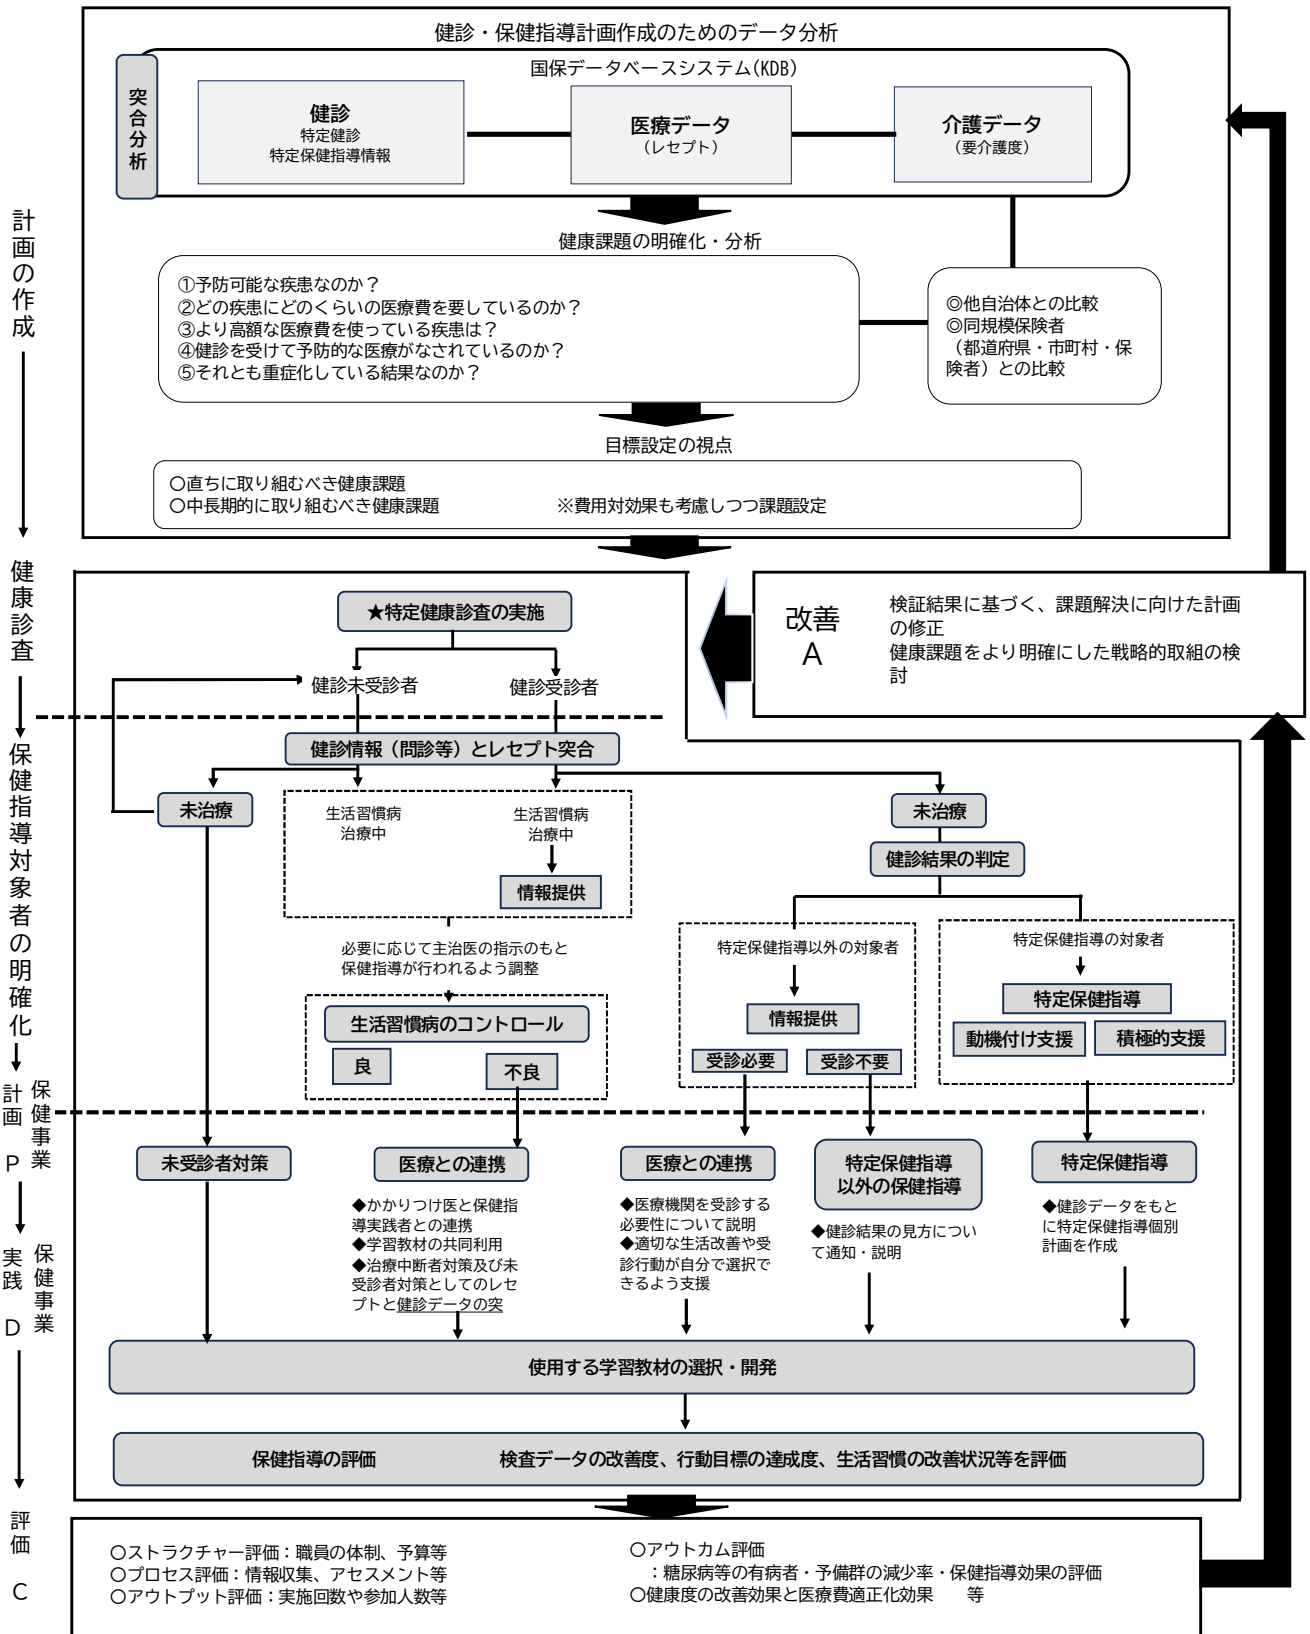 健診・保健指導計画作成のためのデータ分析
国保データベースシステム(KDB)
突合分析
健診
特定健診
特定保健指導情報
医療データ
(レセプト)
介護データ
(要介護度)
健康課題の明確化・分析
①予防可能な疾患なのか？
②どの疾患にどのくらいの医療費を要しているのか？
③より高額な医療費を使っている疾患は？
④健診を受けて予防的な医療がなされているのか？
⑤それとも重症化している結果なのか？
◎他自治体との比較
◎同規模保険者
（都道府県・市町村・保
険者）との比較
目標設定の視点
○直ちに取り組むべき健康課題
○中長期的に取り組むべき健康課題　　※費用対効果も考慮しつつ課題設定
計画の作成
健康診査
保健指導対象者の明確化
計画 P
保健事業
実践 D
保健事業
評価 C
改善
A
検証結果に基づく、課題解決に向けた計画
の修正
健康課題をより明確にした戦略的取組の検
討
★特定健康診査の実施
健診未受診者
健診受診者
健診情報（問診等）とレセプト突合
未治療
生活習慣病
治療中
生活習慣病
治療中
情報提供
未治療
健診結果の判定
必要に応じて主治医の指示のもと
保健指導が行われるよう調整
生活習慣病のコントロール
良
不良
特定保健指導以外の対象者
情報提供
受診必要
受診不要
特定保健指導の対象者
特定保健指導
動機付け支援
積極的支援
未受診者対策
医療との連携
◆かかりつけ医と保健指
導実践者との連携
◆学習教材の共同利用
◆治療中断者対策及び未
受診者対策としてのレセ
プトと健診データの突
医療との連携
◆医療機関を受診する
必要性について説明
◆適切な生活改善や受
診行動が自分で選択で
きるよう支援
特定保健指導
以外の保健指導
◆健診結果の見方につい
て通知・説明
特定保健指導
◆健診データをもと
に特定保健指導個別
計画を作成
使用する学習教材の選択・開発
保健指導の評価　　検査データの改善度、行動目標の達成度、生活習慣の改善状況等を評価
○ストラクチャー評価：職員の体制、予算等
○プロセス評価：情報収集、アセスメント等
○アウトプット評価：実施回数や参加人数等
○アウトカム評価
：糖尿病等の有病者・予備群の減少率・保健指導効果の評価
○健康度の改善効果と医療費適正化効果　　等